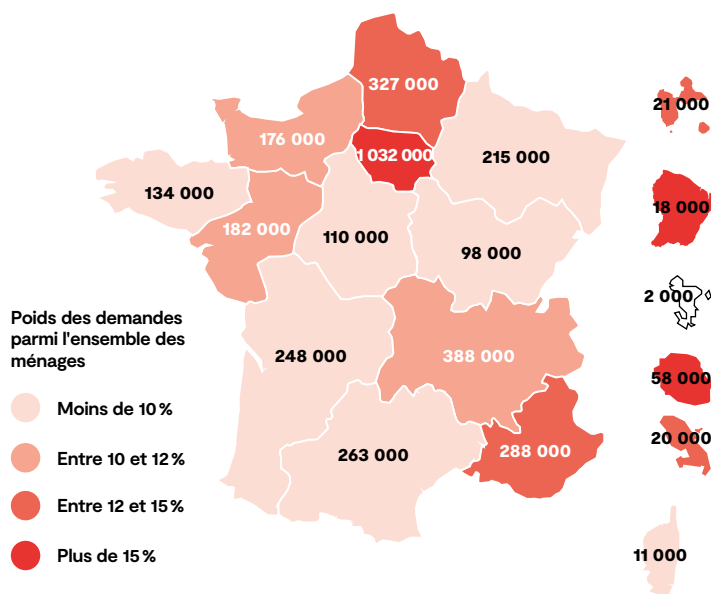 327 000
21 000
176 000
1 032 000
215 000
134 000
18 000
182 000
110 000
98 000
2 000
Poids des demandes
parmi l'ensemble des
ménages
248 000
388 000
58 000
Moins de 10 %
20 000
263 000
288 000
Entre 10 et 12 %
Entre 12 et 15 %
Plus de 15 %
11 000